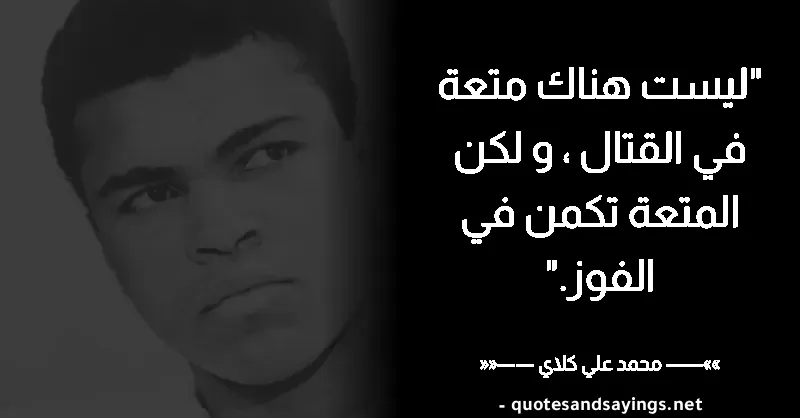 "ليست هناك متعة
في القتال ، و لكن
المتعة تكمن في
الفوز."
»»—— محمد علي كلاي ——««
- quotesandsayings.net